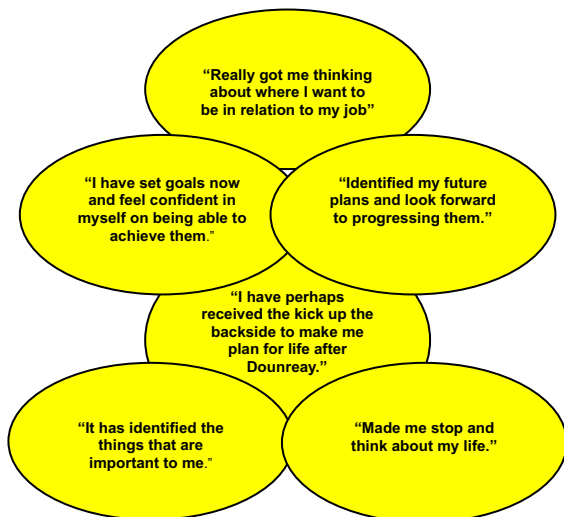 “Really got me thinking
about where I want to
be in relation to my job”
“I have set goals now
and feel confident in
myself on being able to
achieve them.”
“Identified my future
plans and look forward
to progressing them.”
“I have perhaps
received the kick up the
backside to make me
plan for life after
Dounreay.”
“It has identified the
things that are
important to me.”
“Made me stop and
think about my life.”